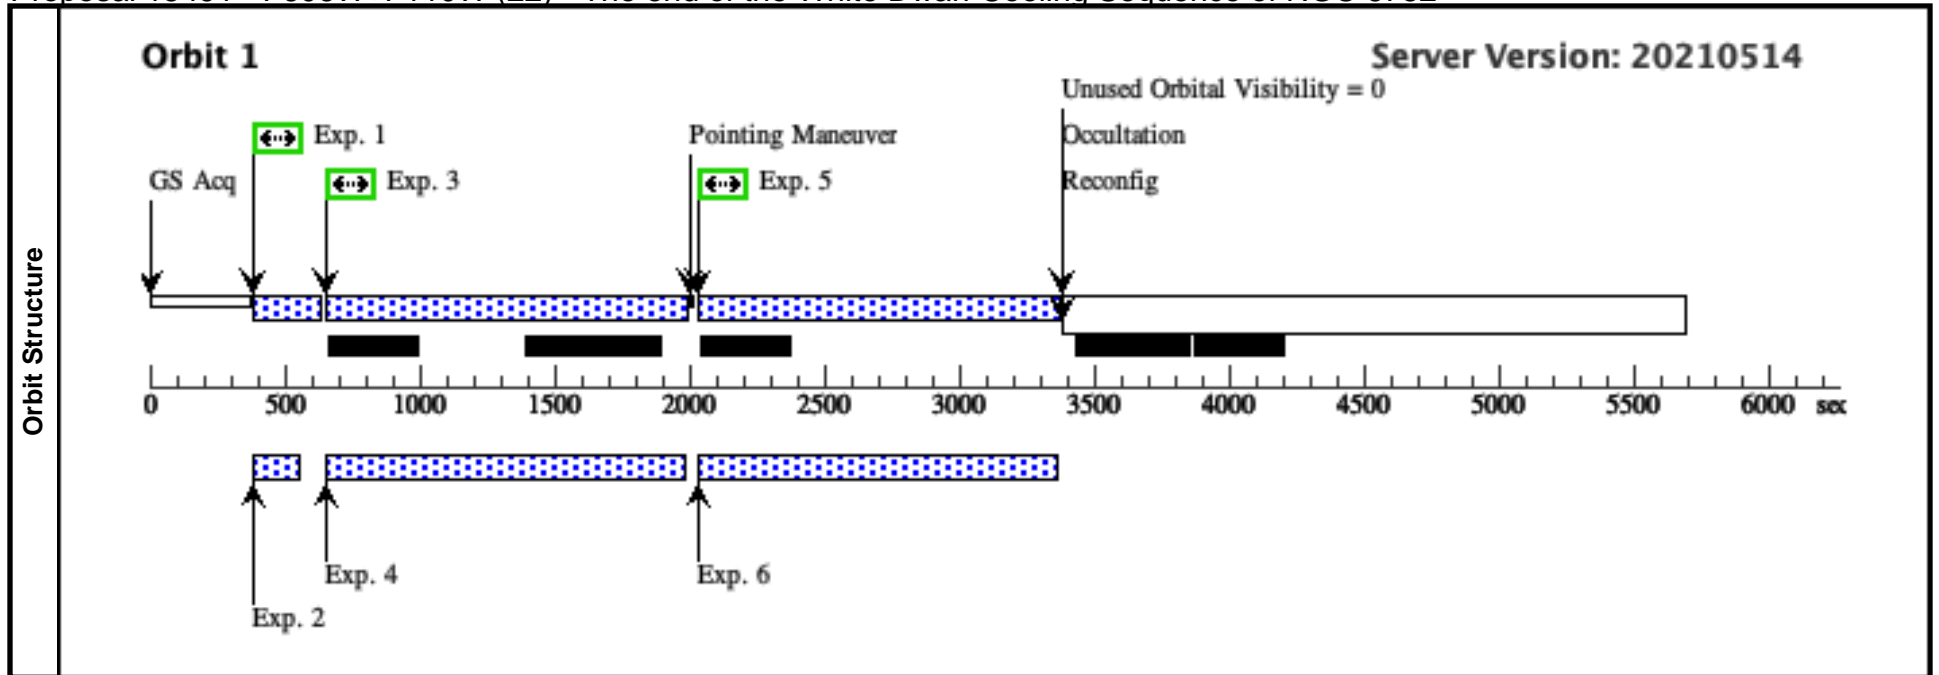 Orbit 1
Server Version: 20210514
Unused Orbital Visibility = 0
Exp. 1
Pointing Maneuver
Occultation
GS Acq
Exp. 3
Exp. 5
Reconfig
Orbit Structure
0 500 1000 1500 2000 2500 3000 3500 4000 4500 5000 5500 6000 sec
Exp. 4
Exp. 6
Exp. 2